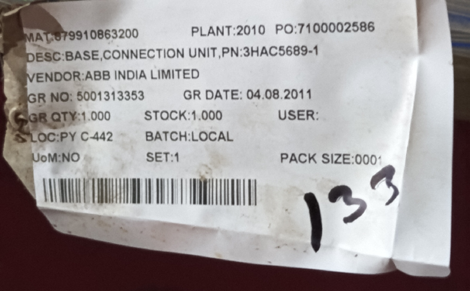 MAT:679910863200 PLANT:2010 PO:7100002586
DESC:BASE,CONNECTION UNIT,PN:3HAC5689-1
VENDOR:ABB INDIA LIMITED
GR NO: 5001313353 GR DATE: 04.08.2011
GR QTY:1.000 STOCK:1.000 USER:
LOC:PY C-442 BATCH:LOCAL
UoM:NO SET:1 PACK SIZE:0001
133